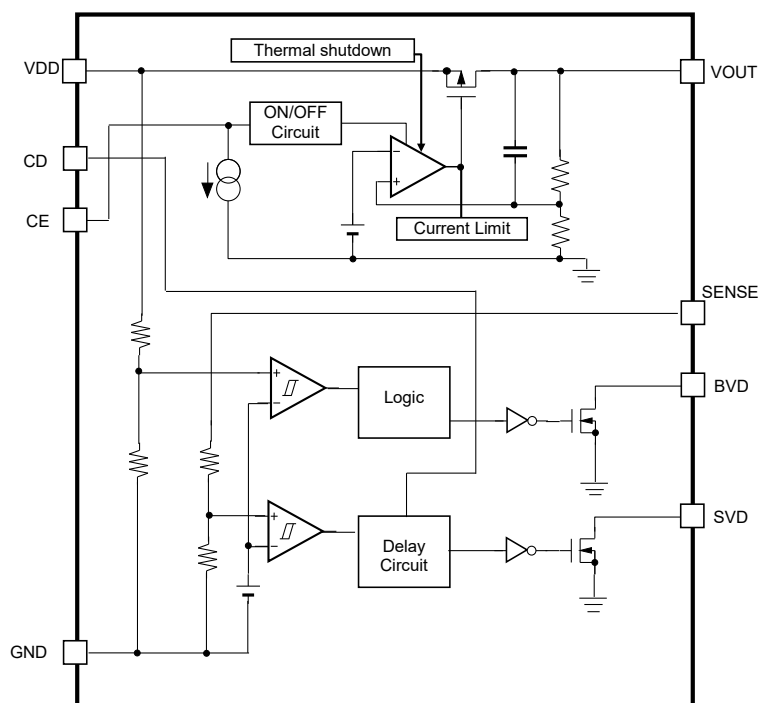 Thermal shutdown
VDD
VOUT
ON/OFF
Circuit
CD
−
+
CE
Current Limit
SENSE
+
−
Logic
BVD
+
−
Delay
Circuit
SVD
GND